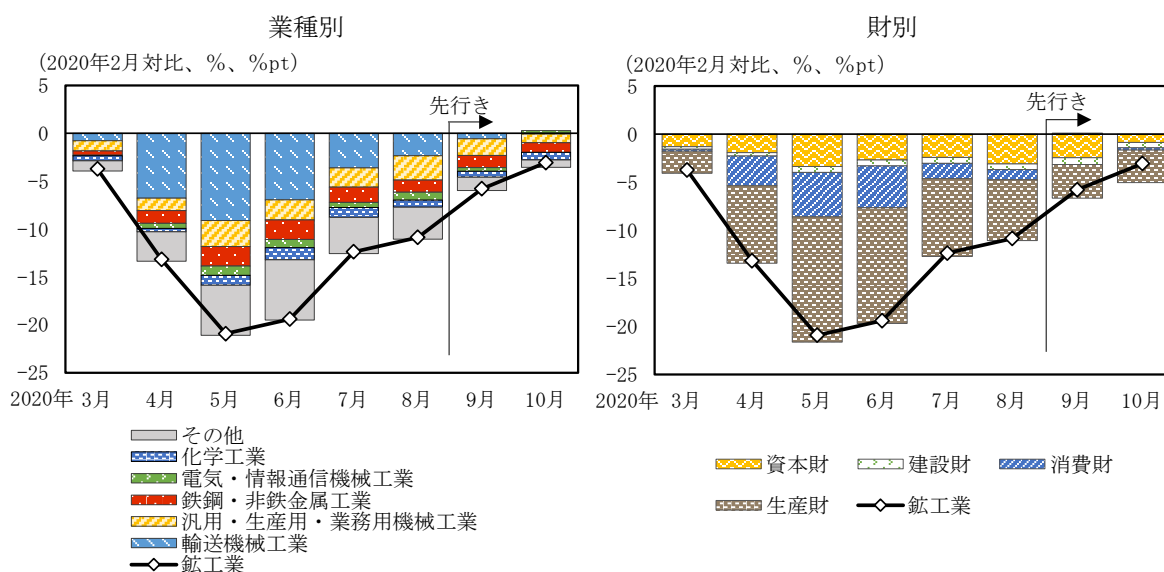 業種別
(2020年2月対比、%、%pt)
5
0
-5
-10
-15
-20
-25
先行き
2020年 3月 4月 5月 6月 7月 8月 9月 10月
その他
化学工業
電気・情報通信機械工業
鉄鋼・非鉄金属工業
汎用・生産用・業務用機械工業
輸送機械工業
鉱工業
財別
(2020年2月対比、%、%pt)
5
0
-5
-10
-15
-20
-25
先行き
2020年 3月 4月 5月 6月 7月 8月 9月 10月
資本財 建設財 消費財
生産財 鉱工業